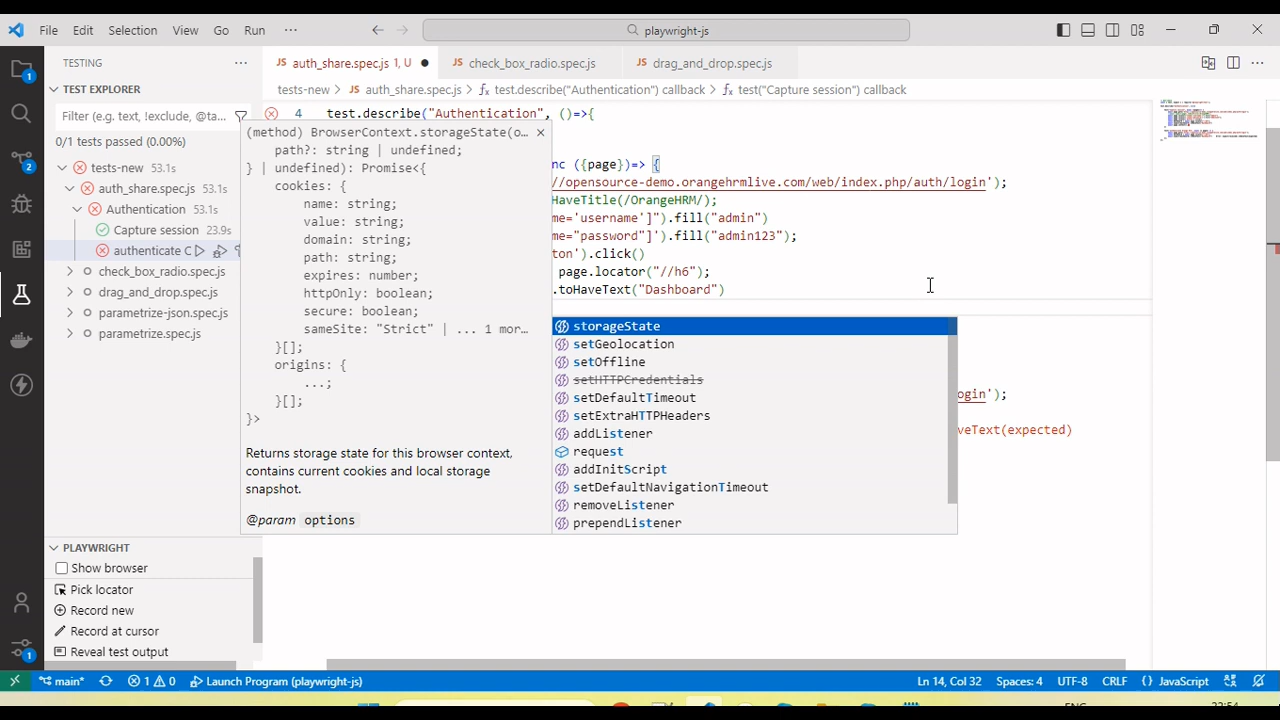 File Edit Selection View Go Run ··· playwright-js
TESTING ···
TEST EXPLORER
Filter (e.g. text, !exclude, @ta...
0/1 tests passed (0.00%)
tests-new 53.1s
auth_share.spec.js 53.1s
Authentication 53.1s
Capture session 23.9s
authenticate C
check_box_radio.spec.js
drag_and_drop.spec.js
parametrize-json.spec.js
parametrize.spec.js
PLAYWRIGHT
Show browser
Pick locator
Record new
Record at cursor
Reveal test output
JS auth_share.spec.js 1, U JS check_box_radio.spec.js JS drag_and_drop.spec.js
tests-new > JS auth_share.spec.js > test.describe("Authentication") callback > test("Capture session") callback
4 test.describe("Authentication", ()=>{
nc ({page})=> {
//opensource-demo.orangehrmlive.com/web/index.php/auth/login');
HaveTitle(/OrangeHRM/);
me='username']").fill("admin")
me="password"]').fill("admin123");
ton').click()
page.locator("//h6");
.toHaveText("Dashboard")
ogin');
veText(expected)
(method) BrowserContext.storageState(o...
path?: string | undefined;
} | undefined): Promise<{
cookies: {
name: string;
value: string;
domain: string;
path: string;
expires: number;
httpOnly: boolean;
secure: boolean;
sameSite: "Strict" | ... 1 mor...
}[];
origins: {
...;
}[];
}>
Returns storage state for this browser context,
contains current cookies and local storage
snapshot.
@param options
storageState
setGeolocation
setOffline
setHTTPCredentials
setDefaultTimeout
setExtraHTTPHeaders
addListener
request
addInitScript
setDefaultNavigationTimeout
removeListener
prependListener
main* 1 0 Launch Program (playwright-js) Ln 14, Col 32 Spaces: 4 UTF-8 CRLF {} JavaScript